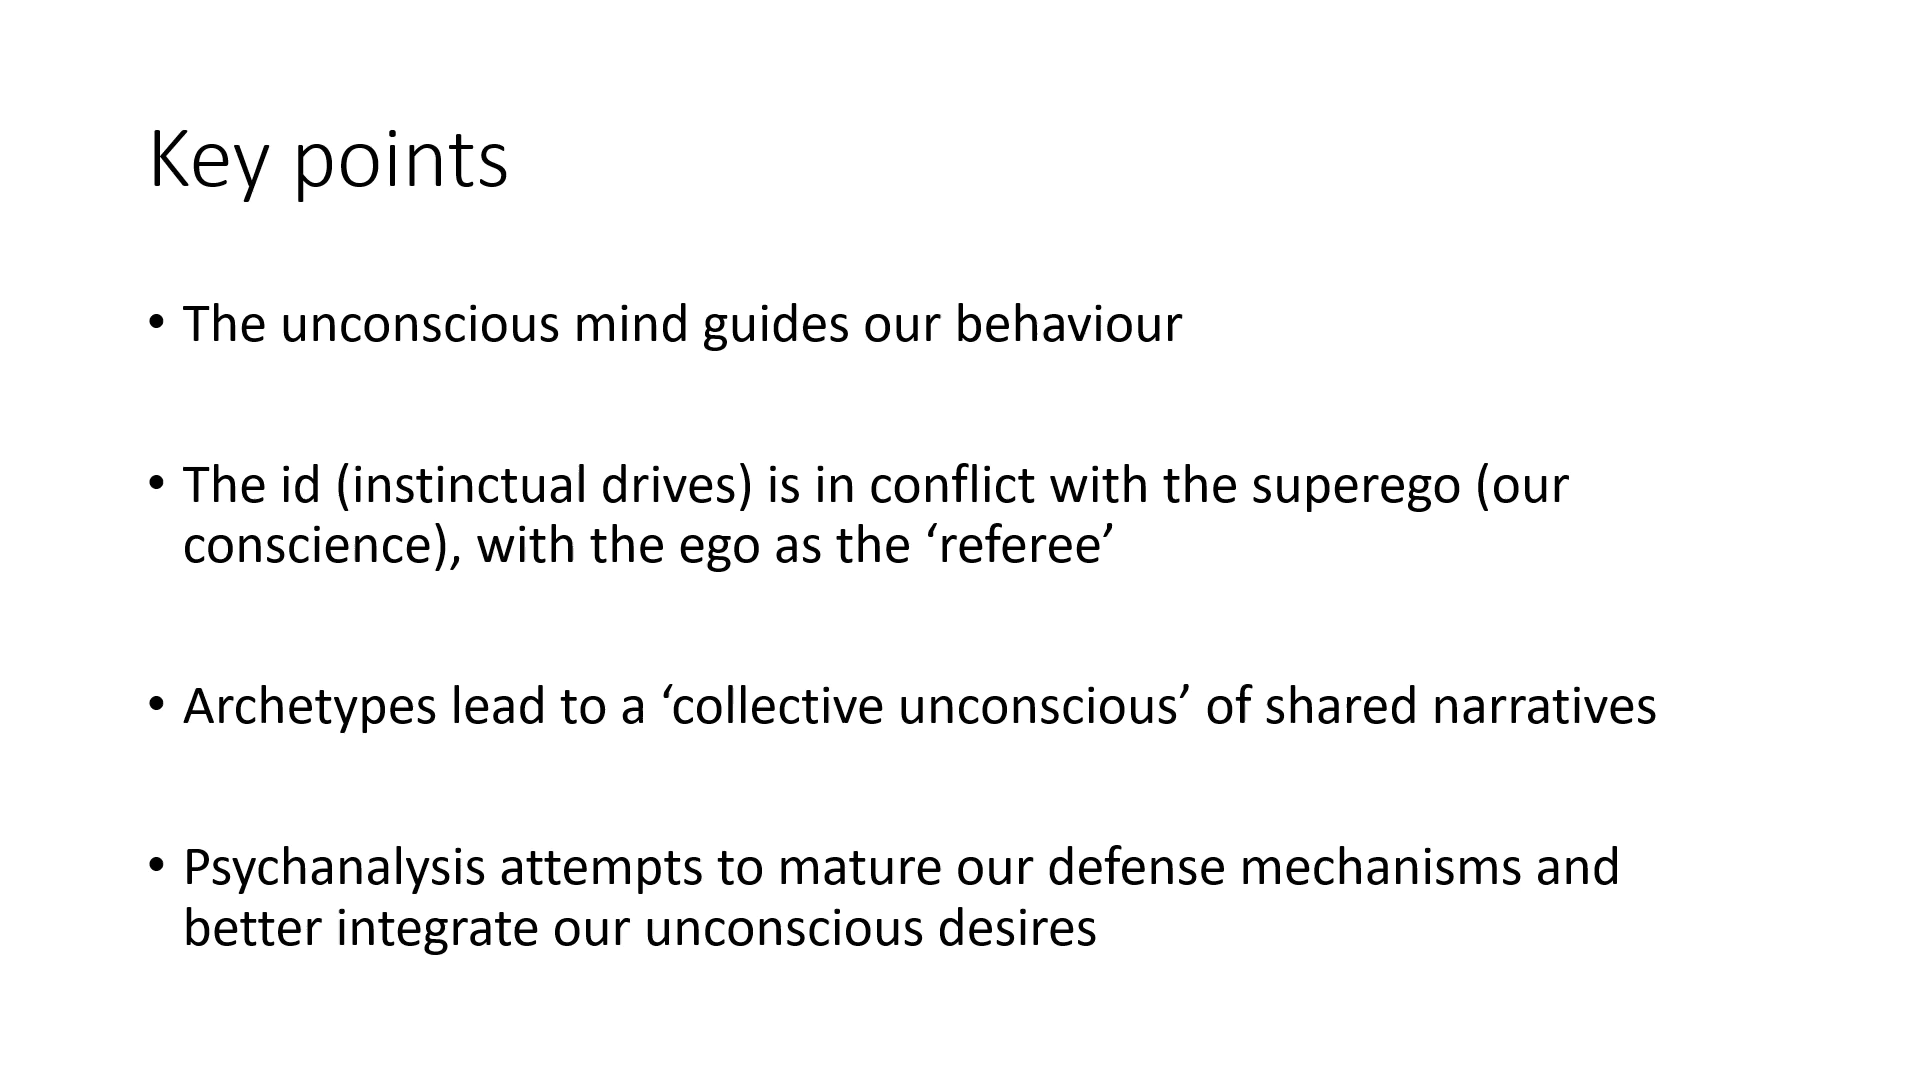 Key points
• The unconscious mind guides our behaviour
• The id (instinctual drives) is in conflict with the superego (our
conscience), with the ego as the ‘referee’
• Archetypes lead to a ‘collective unconscious’ of shared narratives
• Psychanalysis attempts to mature our defense mechanisms and
better integrate our unconscious desires